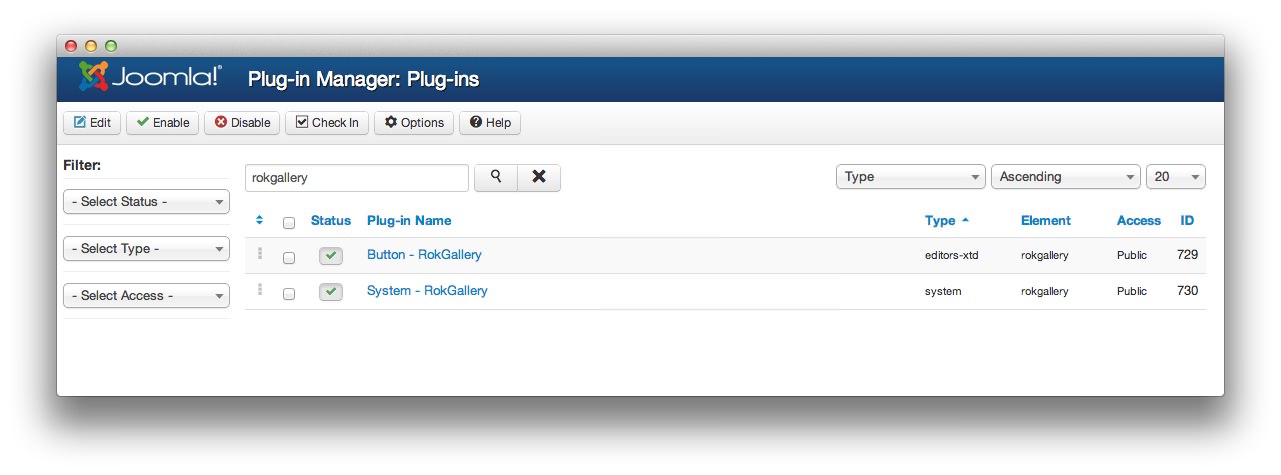 Joomla!® Plug-in Manager: Plug-ins
Edit Enable Disable Check In Options Help
Filter:
rokgallery Type Ascending 20
- Select Status -
Status Plug-in Name Type Element Access ID
- Select Type -
Button - RokGallery editors-xtd rokgallery Public 729
- Select Access -
System - RokGallery system rokgallery Public 730